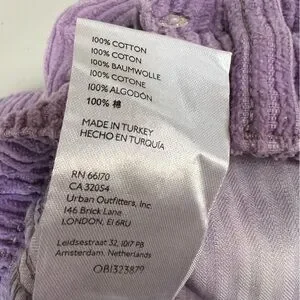 100% COTTON
100% COTON
100% BAUMWOLLE
100% COTONE
100% ALGODÓN
100% 棉
MADE IN TURKEY
HECHO EN TURQUÍA
RN 66170
CA 32054
Urban Outfitters, Inc.
146 Brick Lane
LONDON, E1 6RU
Leidsestraat 32, 1017 PB
Amsterdam, Netherlands
OB1323879